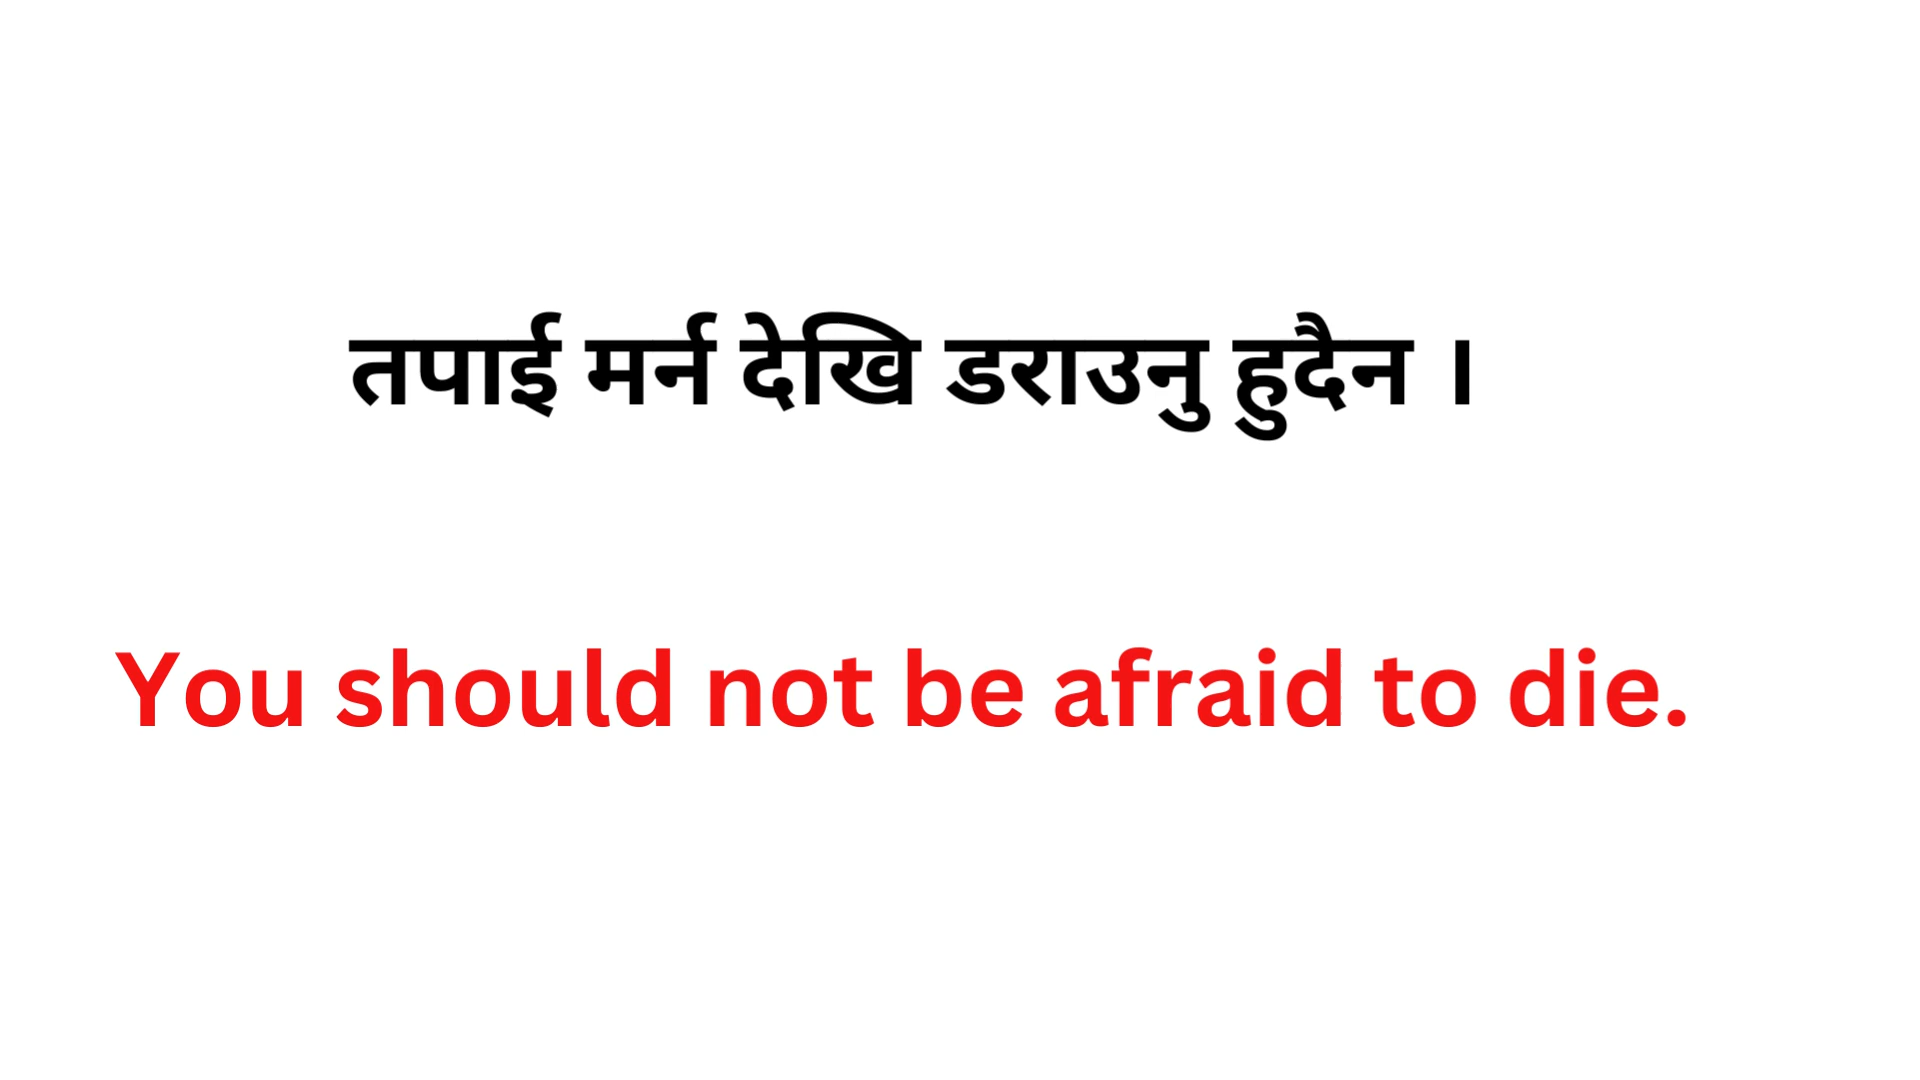 तपाई मर्न देखि डराउनु हुदैन ।
You should not be afraid to die.